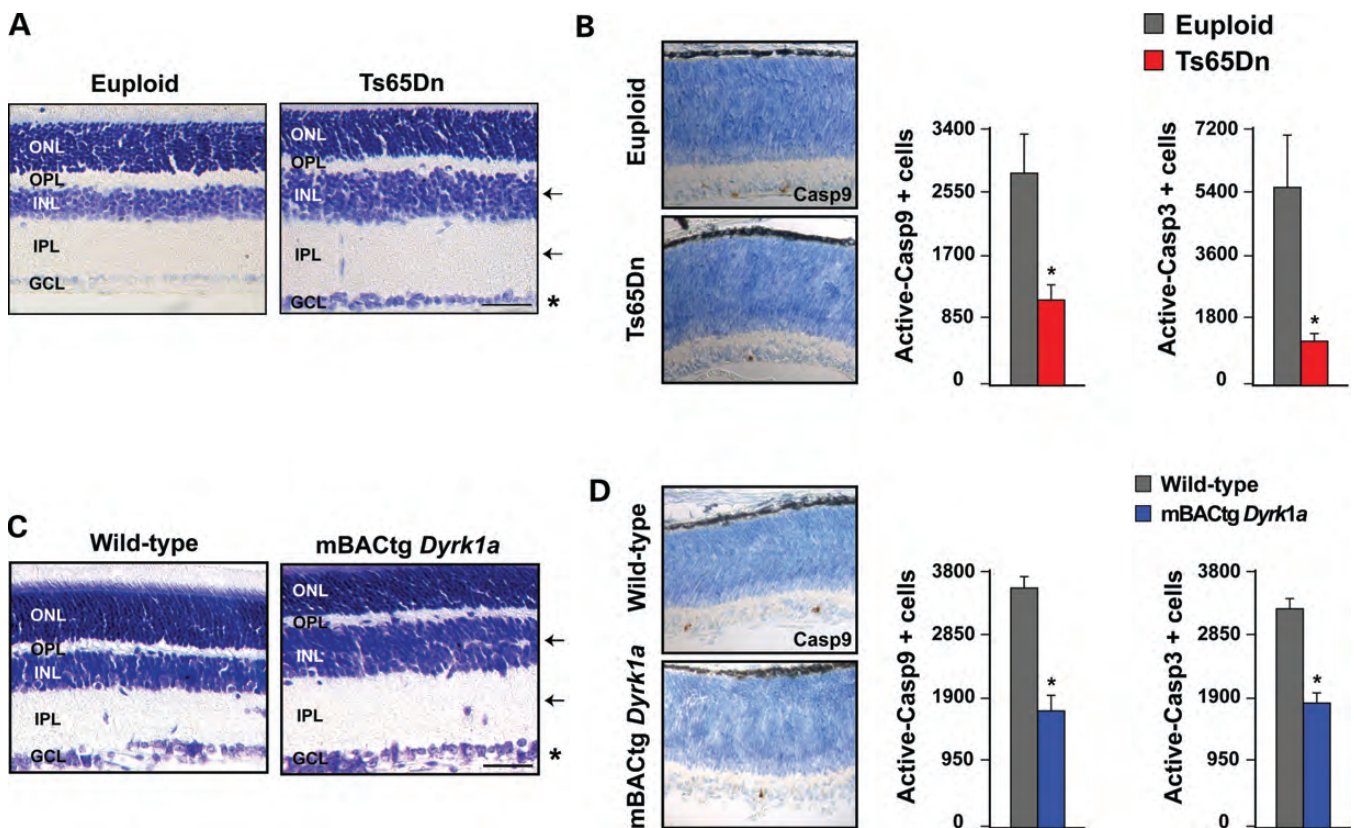 A
Euploid
Ts65Dn
ONL
OPL
INL
IPL
GCL
ONL
OPL
INL
IPL
GCL
*
B
Euploid
Casp9
Ts65Dn
Active-Casp9 + cells
3400
2550
1700
850
0
*
Euploid
Ts65Dn
Active-Casp3 + cells
7200
5400
3600
1800
0
*
C
Wild-type
mBACtg Dyrk1a
ONL
OPL
INL
IPL
GCL
ONL
OPL
INL
IPL
GCL
*
D
Wild-type
Casp9
mBACtg Dyrk1a
Active-Casp9 + cells
3800
2850
1900
950
0
*
Wild-type
mBACtg Dyrk1a
Active-Casp3 + cells
3800
2850
1900
950
0
*